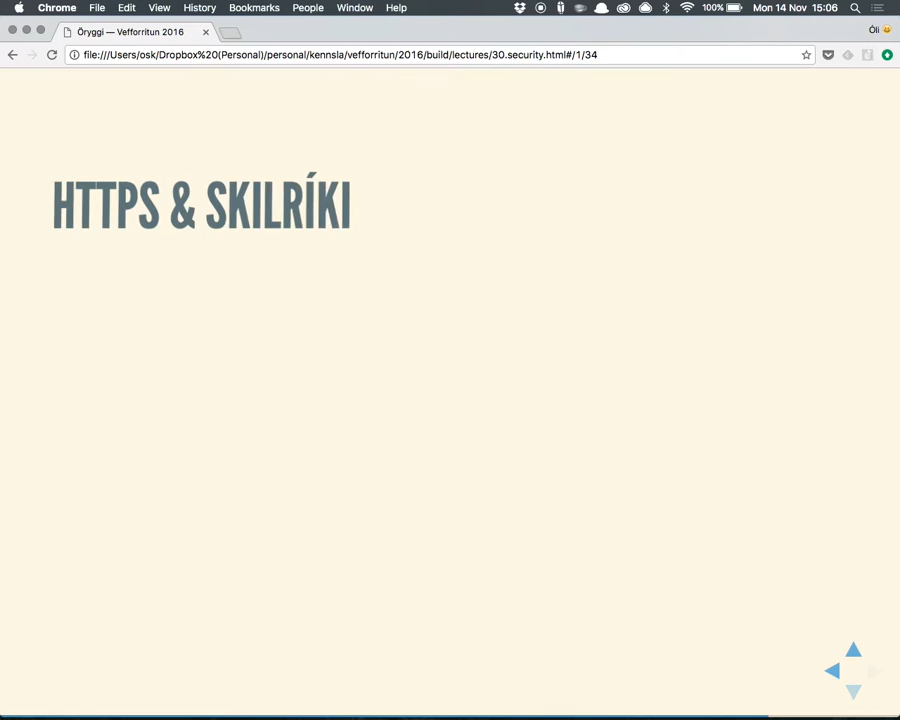 Chrome File Edit View History Bookmarks People Window Help 100% Mon 14 Nov 15:06
Öryggi — Vefforritun 2016 Óli
file:///Users/osk/Dropbox%20(Personal)/personal/kennsla/vefforritun/2016/build/lectures/30.security.html#/1/34
HTTPS & SKILRÍKI